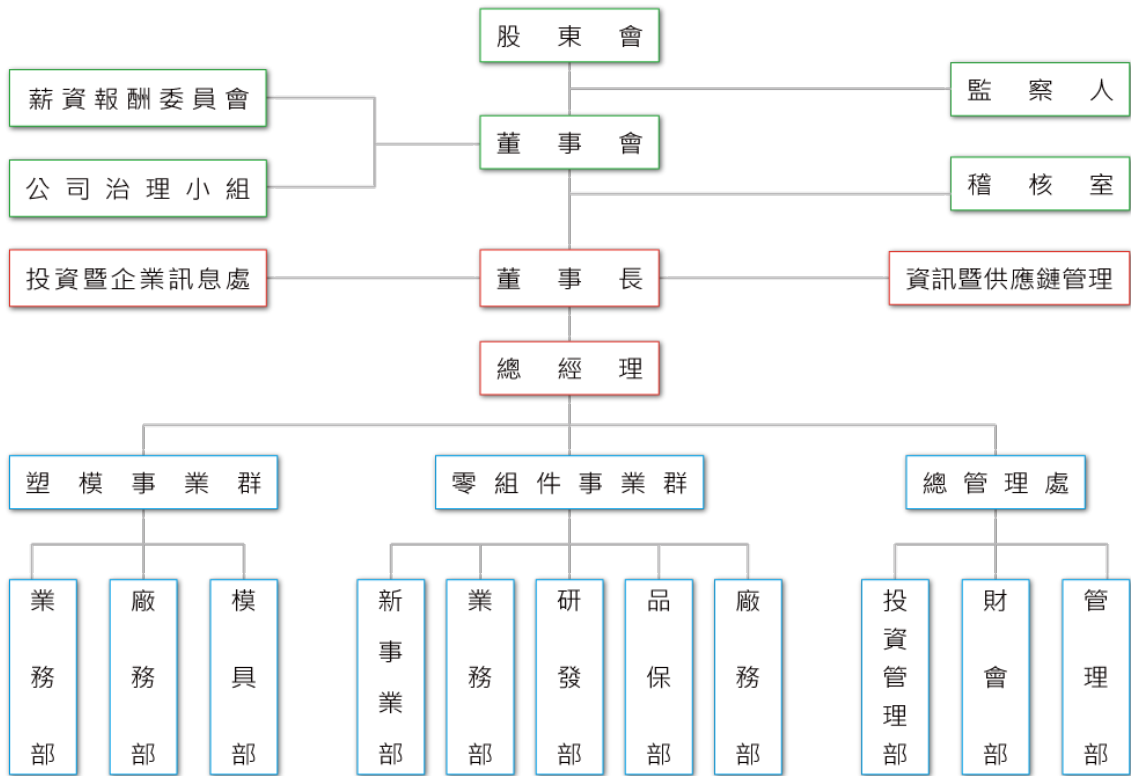 股東會
薪資報酬委員會
監察人
董事會
公司治理小組
稽核室
投資暨企業訊息處
董事長
資訊暨供應鏈管理
總經理
塑模事業群
零組件事業群
總管理處
業務部
廠務部
模具部
新事業部
業務部
研發部
品保部
廠務部
投資管理部
財會部
管理部